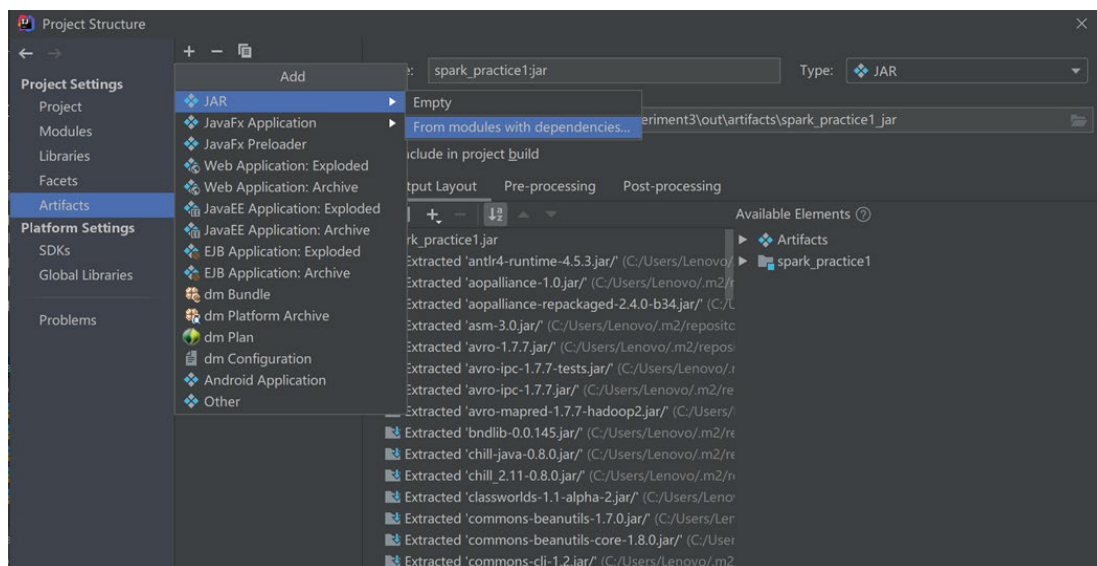 Project Structure
Project Settings
Project
Modules
Libraries
Facets
Artifacts
Platform Settings
SDKs
Global Libraries
Problems
Add
JAR
JavaFx Application
JavaFx Preloader
Web Application: Exploded
Web Application: Archive
JavaEE Application: Exploded
JavaEE Application: Archive
EJB Application: Exploded
EJB Application: Archive
dm Bundle
dm Platform Archive
dm Plan
dm Configuration
Android Application
Other
Empty
From modules with dependencies...
e: spark_practice1:jar Type: JAR
eriment3\out\artifacts\spark_practice1_jar
clude in project build
tput Layout Pre-processing Post-processing
Available Elements
rk_practice1.jar
Artifacts
spark_practice1
Extracted 'antlr4-runtime-4.5.3.jar/' (C:/Users/Lenovo/
Extracted 'aopalliance-1.0.jar/' (C:/Users/Lenovo/.m2/r
Extracted 'aopalliance-repackaged-2.4.0-b34.jar/' (C:/U
Extracted 'asm-3.0.jar/' (C:/Users/Lenovo/.m2/reposito
Extracted 'avro-1.7.7.jar/' (C:/Users/Lenovo/.m2/reposi
Extracted 'avro-ipc-1.7.7-tests.jar/' (C:/Users/Lenovo/.r
Extracted 'avro-ipc-1.7.7.jar/' (C:/Users/Lenovo/.m2/re
Extracted 'avro-mapred-1.7.7-hadoop2.jar/' (C:/Users/
Extracted 'bndlib-0.0.145.jar/' (C:/Users/Lenovo/.m2/re
Extracted 'chill-java-0.8.0.jar/' (C:/Users/Lenovo/.m2/re
Extracted 'chill_2.11-0.8.0.jar/' (C:/Users/Lenovo/.m2/r
Extracted 'classworlds-1.1-alpha-2.jar/' (C:/Users/Leno
Extracted 'commons-beanutils-1.7.0.jar/' (C:/Users/Ler
Extracted 'commons-beanutils-core-1.8.0.jar/' (C:/User
Extracted 'commons-cli-1.2.jar/' (C:/Users/Lenovo/.m2